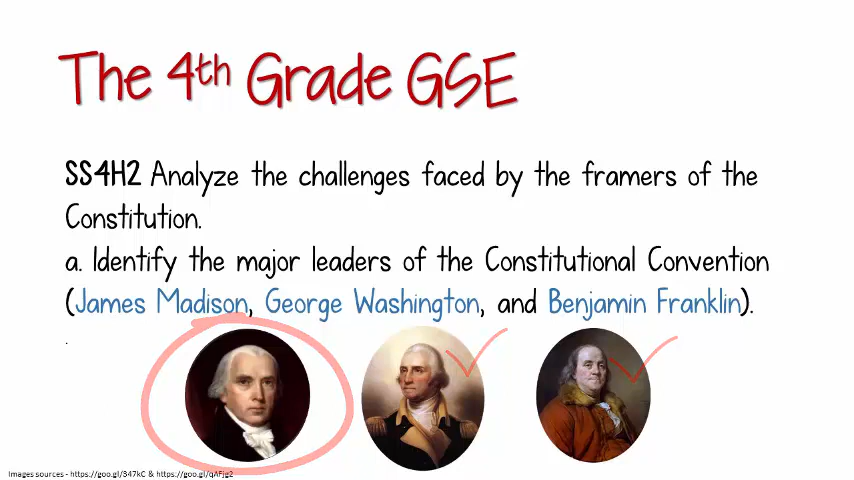 The 4th Grade GSE
SS4H2 Analyze the challenges faced by the framers of the
Constitution.
a. Identify the major leaders of the Constitutional Convention
(James Madison, George Washington, and Benjamin Franklin).
.
Images sources - https://goo.gl/347kC & https://goo.gl/qAFjg2